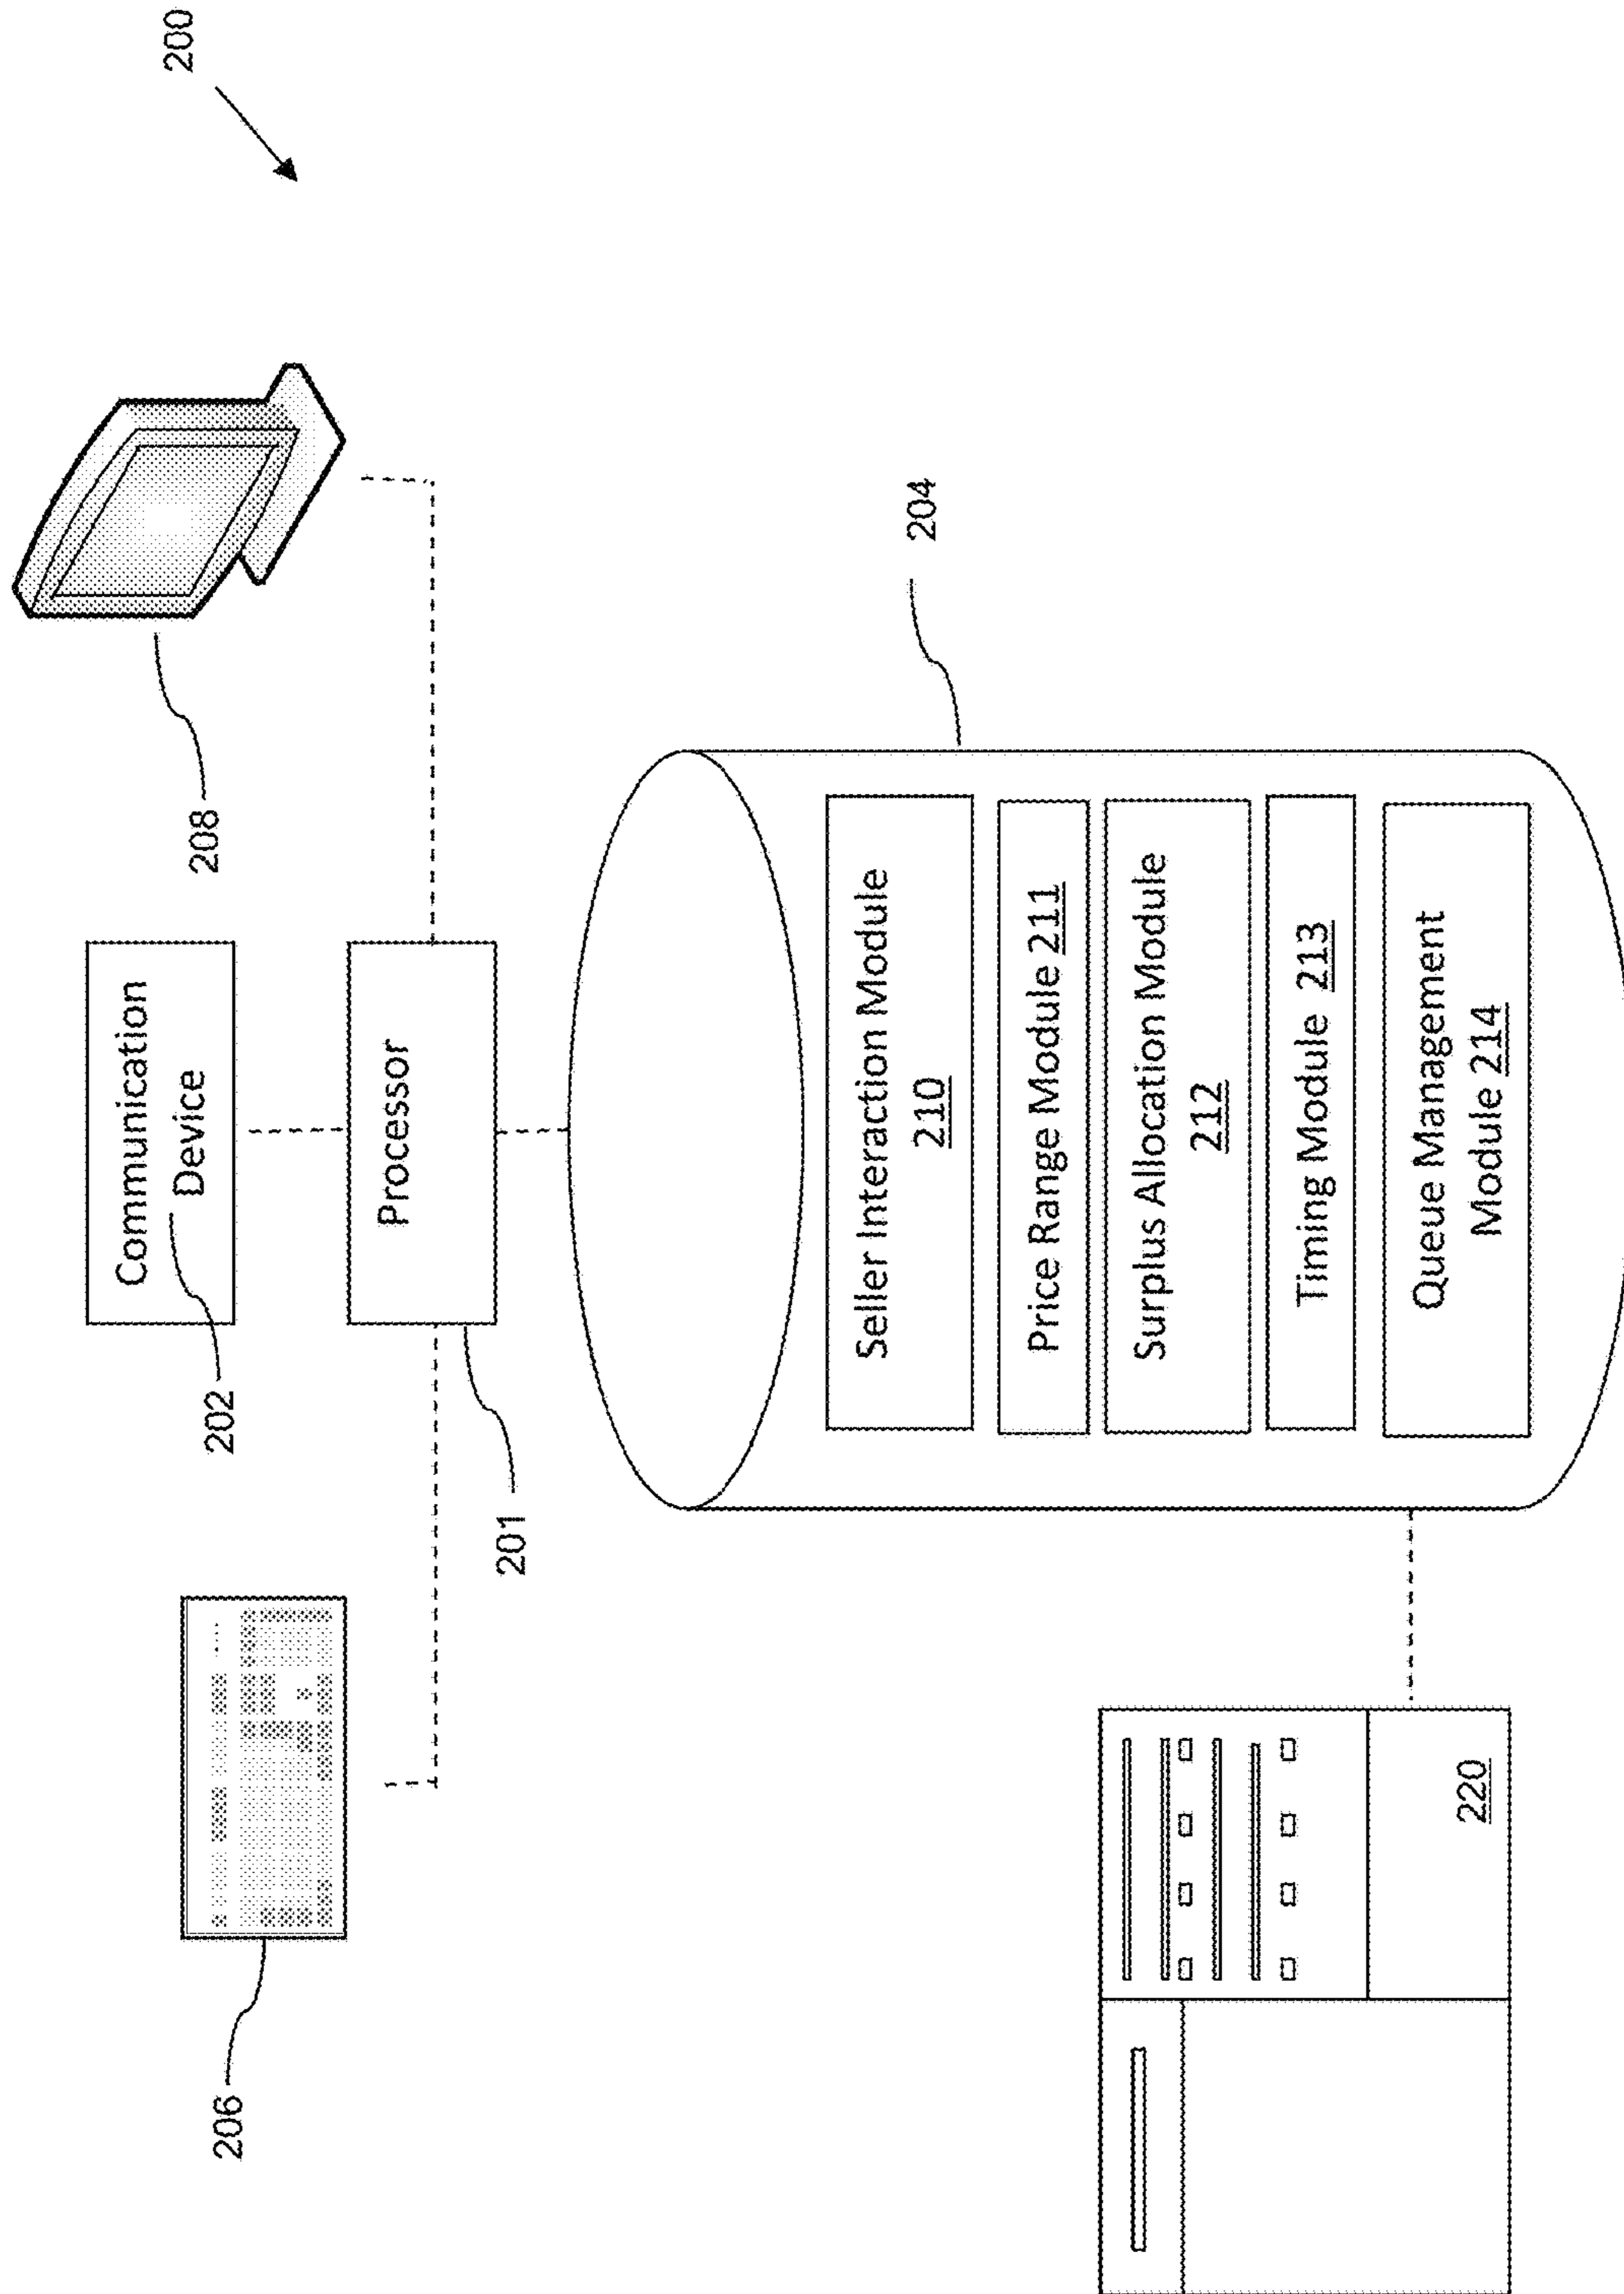 200
208
Communication
Device
202
Processor
206
201
204
Seller Interaction Module
210
Price Range Module 211
Surplus Allocation Module
212
Timing Module 213
Queue Management
Module 214
220